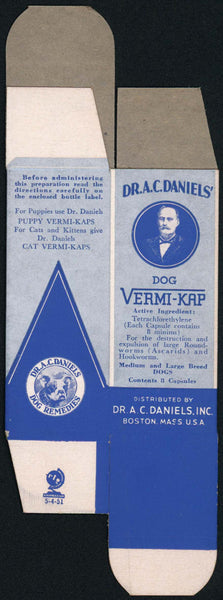 Before administering
this preparation read the
directions carefully on
the enclosed bottle label.
For Puppies use Dr. Daniels
PUPPY VERMI-KAPS
For Cats and Kittens give
Dr. Daniels
CAT VERMI-KAPS
DR. A.C. DANIELS
DOG REMEDIES
5-4-51
DR. A.C. DANIELS'
DOG
VERMI-KAP
Active Ingredient:
Tetrachlorethylene
(Each Capsule contains
8 minims)
For the destruction and
expulsion of large Round-
worms (Ascarids) and
Hookworms.
Medium and Large Breed
DOGS
Contents 8 Capsules
DISTRIBUTED BY
DR. A. C. DANIELS, INC.
BOSTON, MASS. U.S.A.